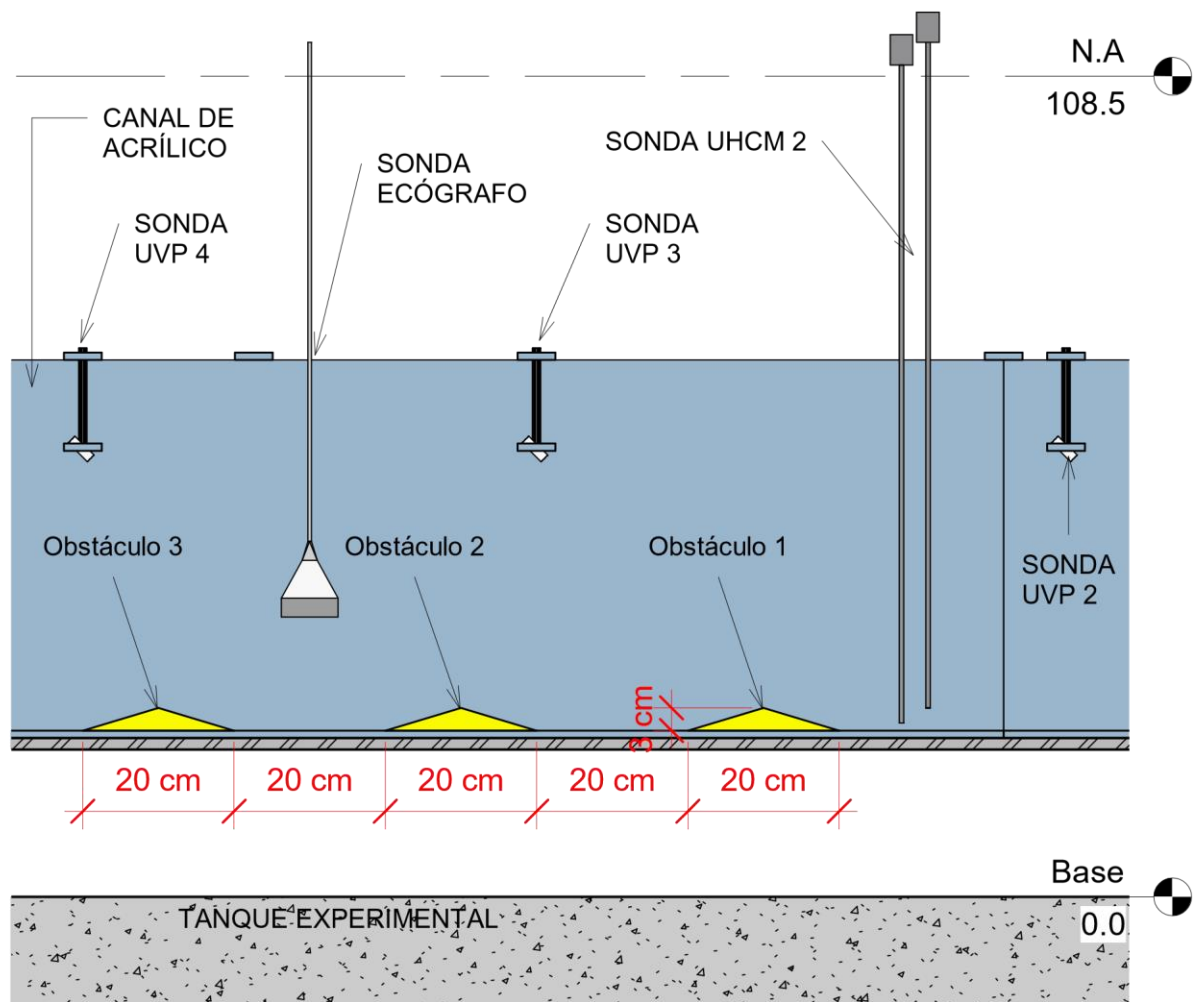 N.A
108.5
CANAL DE
ACRÍLICO
SONDA UHCM 2
SONDA
ECÓGRAFO
SONDA
UVP 4
SONDA
UVP 3
Obstáculo 3
Obstáculo 2
Obstáculo 1
SONDA
UVP 2
3 cm
20 cm
20 cm
20 cm
20 cm
20 cm
Base
TANQUE EXPERIMENTAL
0.0